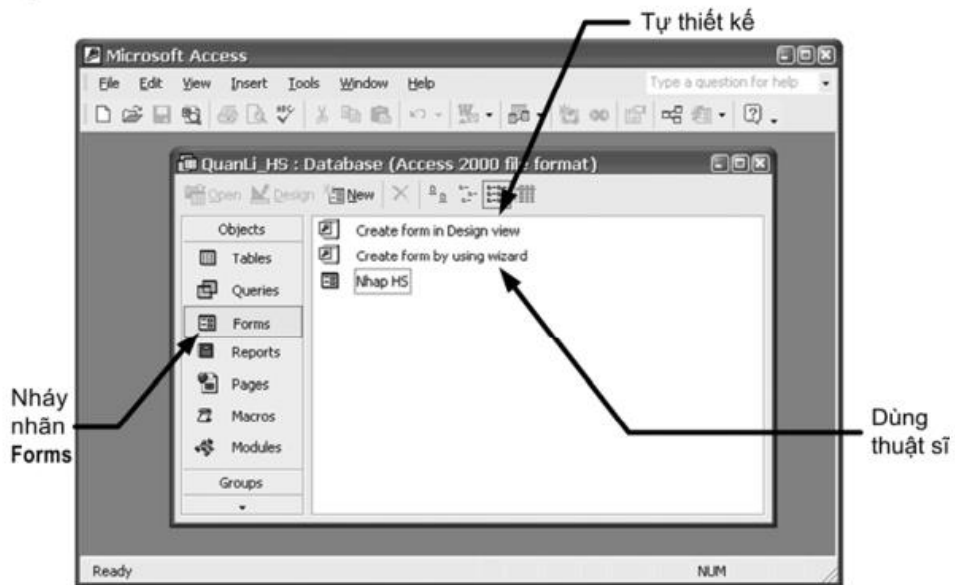 Tự thiết kế
Microsoft Access
File Edit View Insert Tools Window Help Type a question for help
QuanLi_HS : Database (Access 2000 file format)
Open Design New
Objects
Tables
Queries
Forms
Reports
Pages
Macros
Modules
Groups
Create form in Design view
Create form by using wizard
Nhap HS
Nháy
nhãn
Forms
Dùng
thuật sĩ
Ready NUM